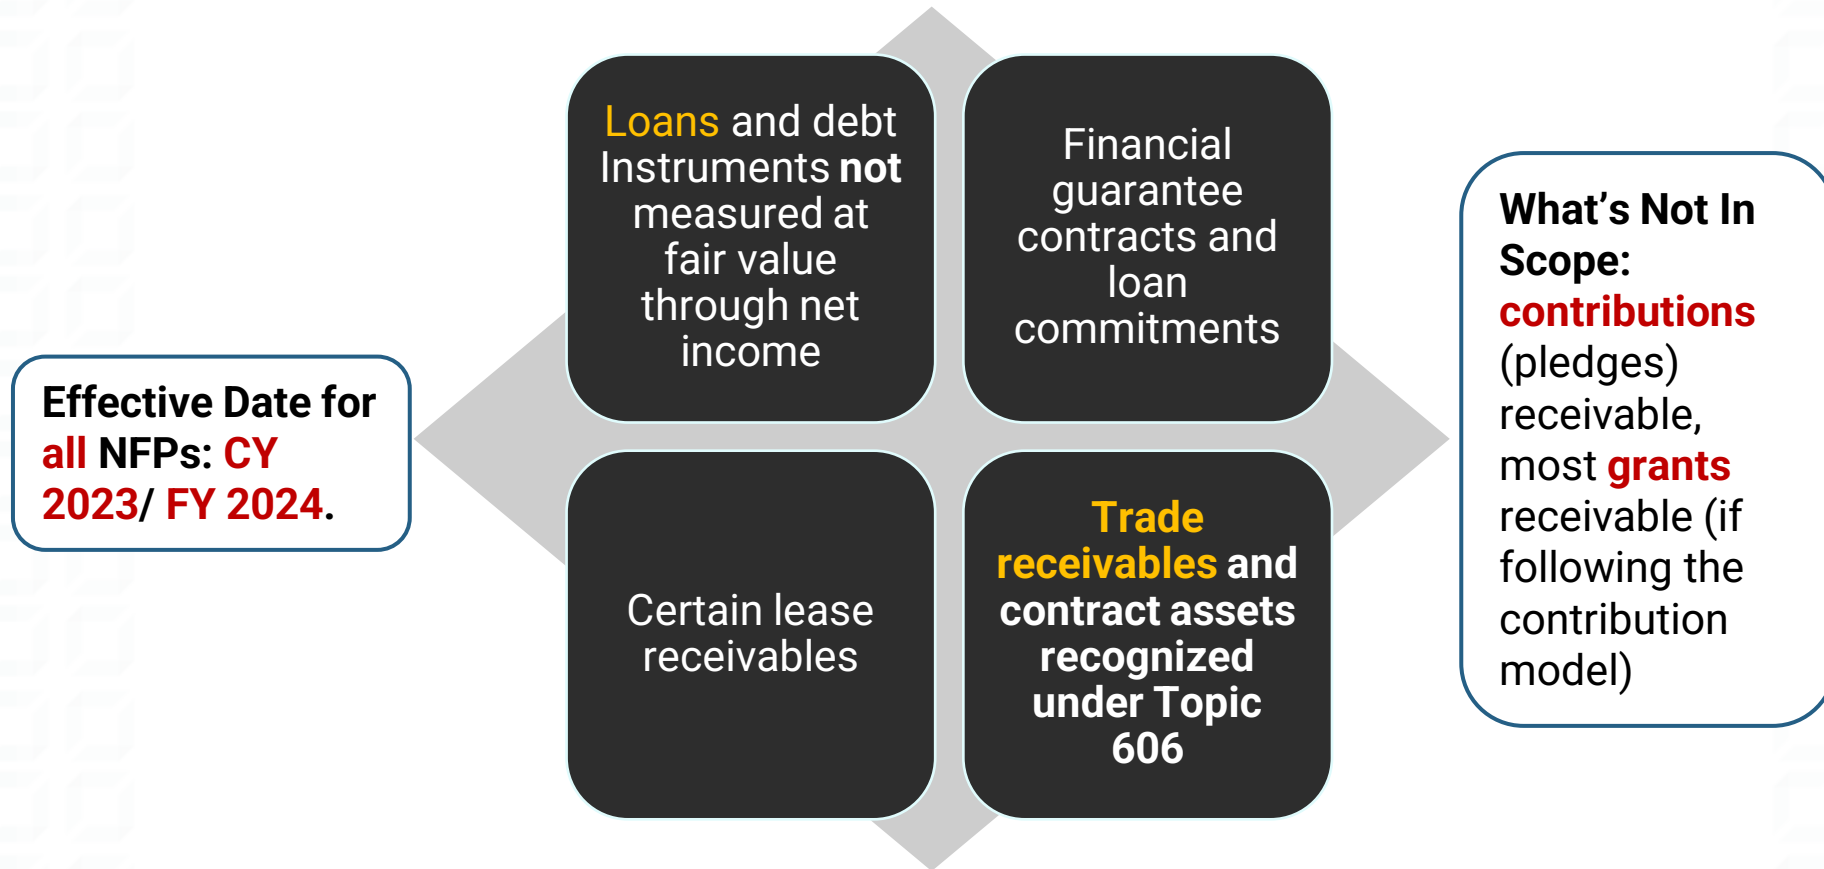 Effective Date for
all NFPs: CY
2023/ FY 2024.
Loans and debt
Instruments not
measured at
fair value
through net
income
Financial
guarantee
contracts and
loan
commitments
Certain lease
receivables
Trade
receivables and
contract assets
recognized
under Topic
606
What’s Not In
Scope:
contributions
(pledges)
receivable,
most grants
receivable (if
following the
contribution
model)